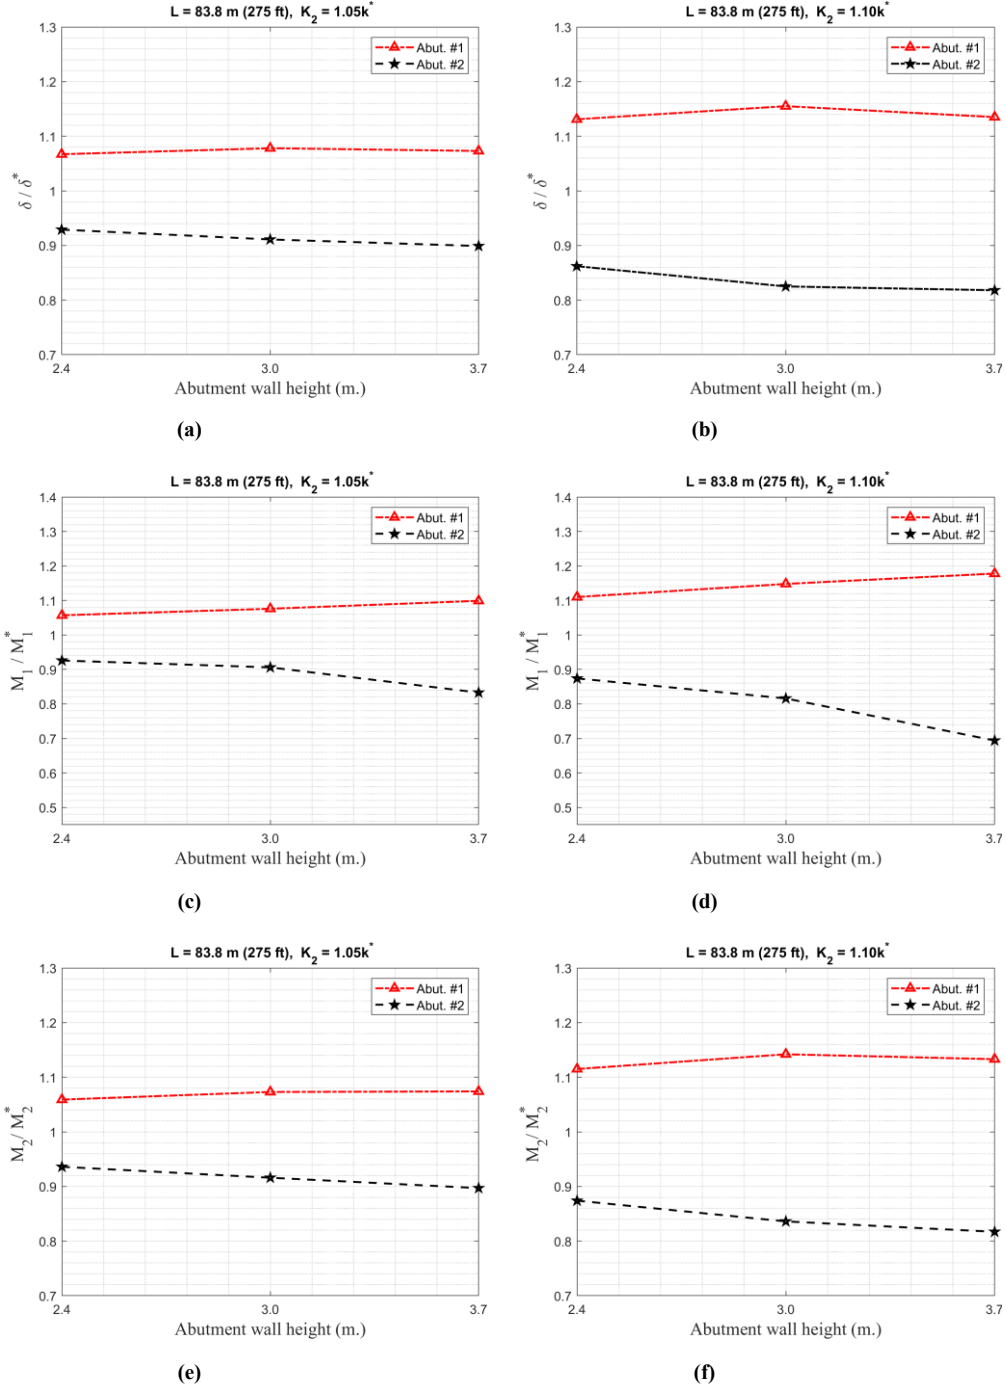 L = 83.8 m (275 ft), K2 = 1.05k*
1.3
1.2
1.1
1
0.9
0.8
0.7
δ / δ*
Abut. #1
Abut. #2
2.4 3.0 3.7
Abutment wall height (m.)
(a)
L = 83.8 m (275 ft), K2 = 1.10k*
1.3
1.2
1.1
1
0.9
0.8
0.7
δ / δ*
Abut. #1
Abut. #2
2.4 3.0 3.7
Abutment wall height (m.)
(b)
L = 83.8 m (275 ft), K2 = 1.05k*
1.4
1.3
1.2
1.1
1
0.9
0.8
0.7
0.6
0.5
M1 / M1*
Abut. #1
Abut. #2
2.4 3.0 3.7
Abutment wall height (m.)
(c)
L = 83.8 m (275 ft), K2 = 1.10k*
1.4
1.3
1.2
1.1
1
0.9
0.8
0.7
0.6
0.5
M1 / M1*
Abut. #1
Abut. #2
2.4 3.0 3.7
Abutment wall height (m.)
(d)
L = 83.8 m (275 ft), K2 = 1.05k*
1.3
1.2
1.1
1
0.9
0.8
0.7
M2/ M2*
Abut. #1
Abut. #2
2.4 3.0 3.7
Abutment wall height (m.)
(e)
L = 83.8 m (275 ft), K2 = 1.10k*
1.3
1.2
1.1
1
0.9
0.8
0.7
M2/ M2*
Abut. #1
Abut. #2
2.4 3.0 3.7
Abutment wall height (m.)
(f)